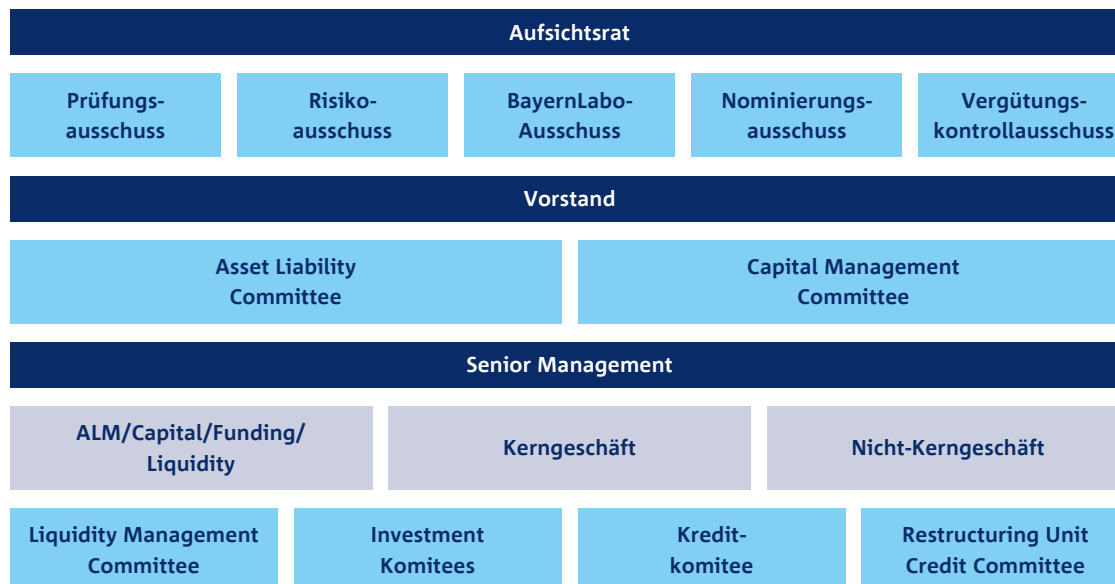 Aufsichtsrat
Prüfungs-
ausschuss
Risiko-
ausschuss
BayernLabo-
Ausschuss
Nominierungs-
ausschuss
Vergütungs-
kontrollausschuss
Vorstand
Asset Liability
Committee
Capital Management
Committee
Senior Management
ALM/Capital/Funding/
Liquidity
Kerngeschäft
Nicht-Kerngeschäft
Liquidity Management
Committee
Investment
Komitees
Kredit-
komitee
Restructuring Unit
Credit Committee